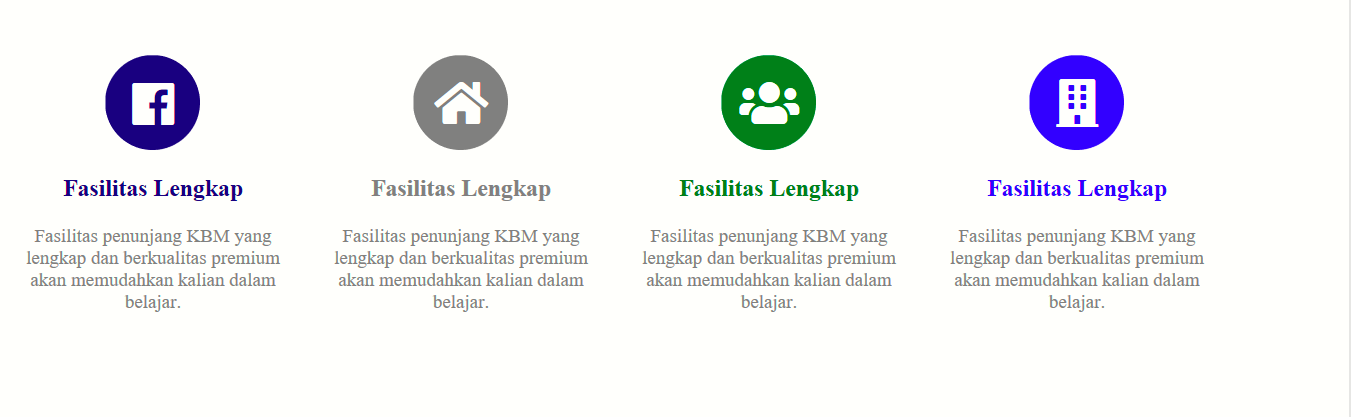 Fasilitas Lengkap
Fasilitas penunjang KBM yang
lengkap dan berkualitas premium
akan memudahkan kalian dalam
belajar.
Fasilitas Lengkap
Fasilitas penunjang KBM yang
lengkap dan berkualitas premium
akan memudahkan kalian dalam
belajar.
Fasilitas Lengkap
Fasilitas penunjang KBM yang
lengkap dan berkualitas premium
akan memudahkan kalian dalam
belajar.
Fasilitas Lengkap
Fasilitas penunjang KBM yang
lengkap dan berkualitas premium
akan memudahkan kalian dalam
belajar.